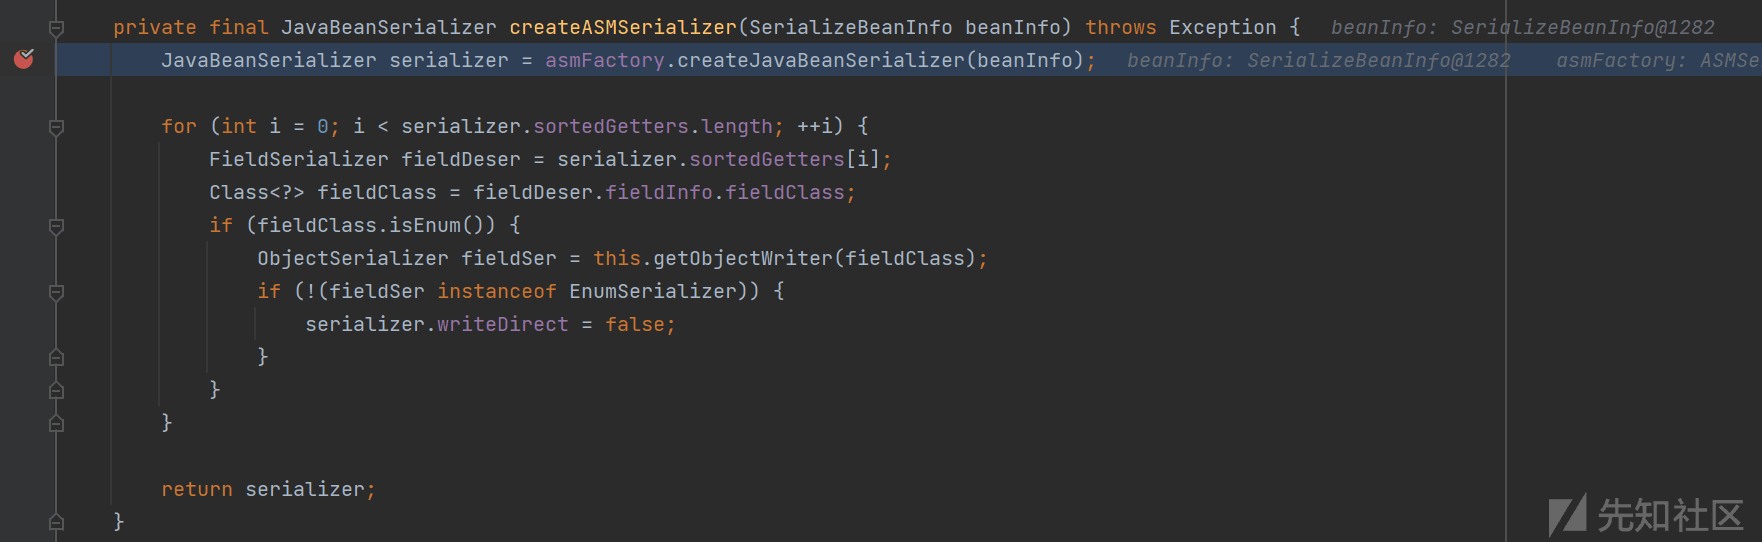 private final JavaBeanSerializer createASMSerializer(SerializeBeanInfo beanInfo) throws Exception {   beanInfo: SerializeBeanInfo@1282
    JavaBeanSerializer serializer = asmFactory.createJavaBeanSerializer(beanInfo);   beanInfo: SerializeBeanInfo@1282    asmFactory: ASMSe
    for (int i = 0; i < serializer.sortedGetters.length; ++i) {
        FieldSerializer fieldDeser = serializer.sortedGetters[i];
        Class<?> fieldClass = fieldDeser.fieldInfo.fieldClass;
        if (fieldClass.isEnum()) {
            ObjectSerializer fieldSer = this.getObjectWriter(fieldClass);
            if (!(fieldSer instanceof EnumSerializer)) {
                serializer.writeDirect = false;
            }
        }
    }
    return serializer;
}
先知社区